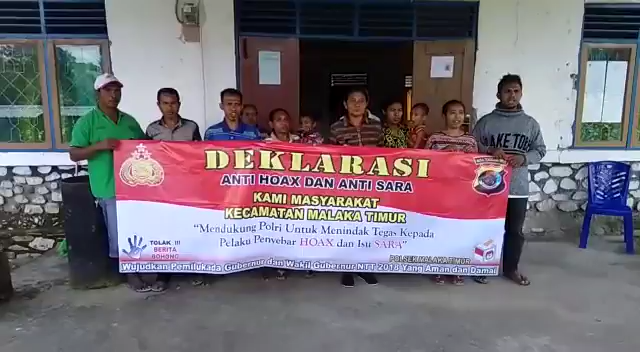 DEKLARASI
ANTI HOAX DAN ANTI SARA
KAMI MASYARAKAT
KECAMATAN MALAKA TIMUR
"Mendukung Polri Untuk Menindak Tegas Kepada
Pelaku Penyebar HOAX dan Isu SARA"
TOLAK !!!
BERITA
BOHONG
POLSEK MALAKA TIMUR
Wujudkan Pemilukada Gubernur dan Wakil Gubernur NTT 2018 Yang Aman dan Damai